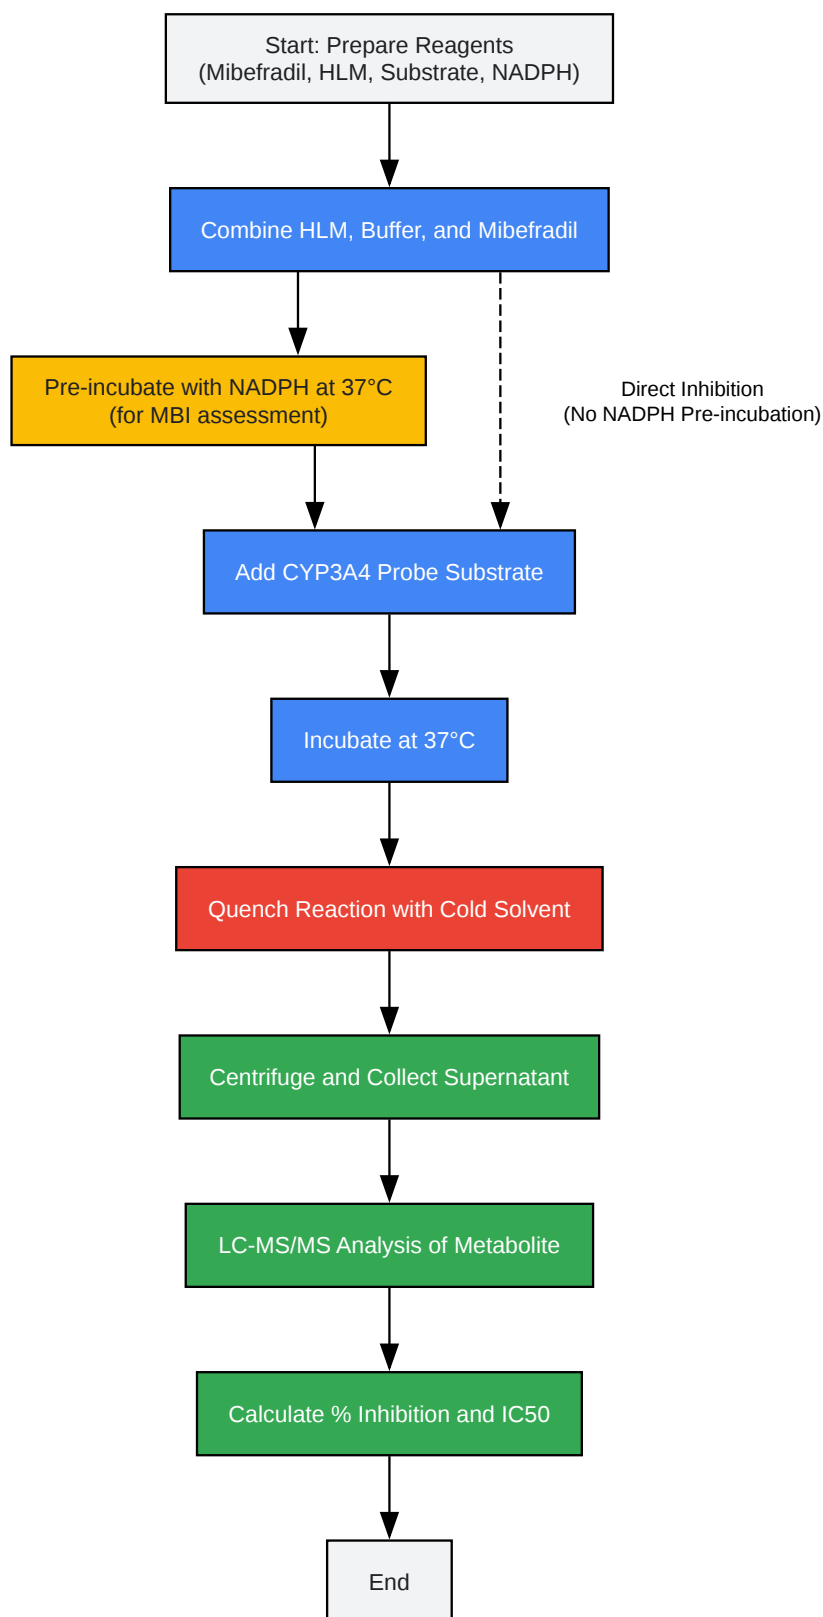 Start: Prepare Reagents
(Mibefradil, HLM, Substrate, NADPH)
Combine HLM, Buffer, and Mibefradil
Pre-incubate with NADPH at 37°C
(for MBI assessment)
Direct Inhibition
(No NADPH Pre-incubation)
Add CYP3A4 Probe Substrate
Incubate at 37°C
Quench Reaction with Cold Solvent
Centrifuge and Collect Supernatant
LC-MS/MS Analysis of Metabolite
Calculate % Inhibition and IC50
End